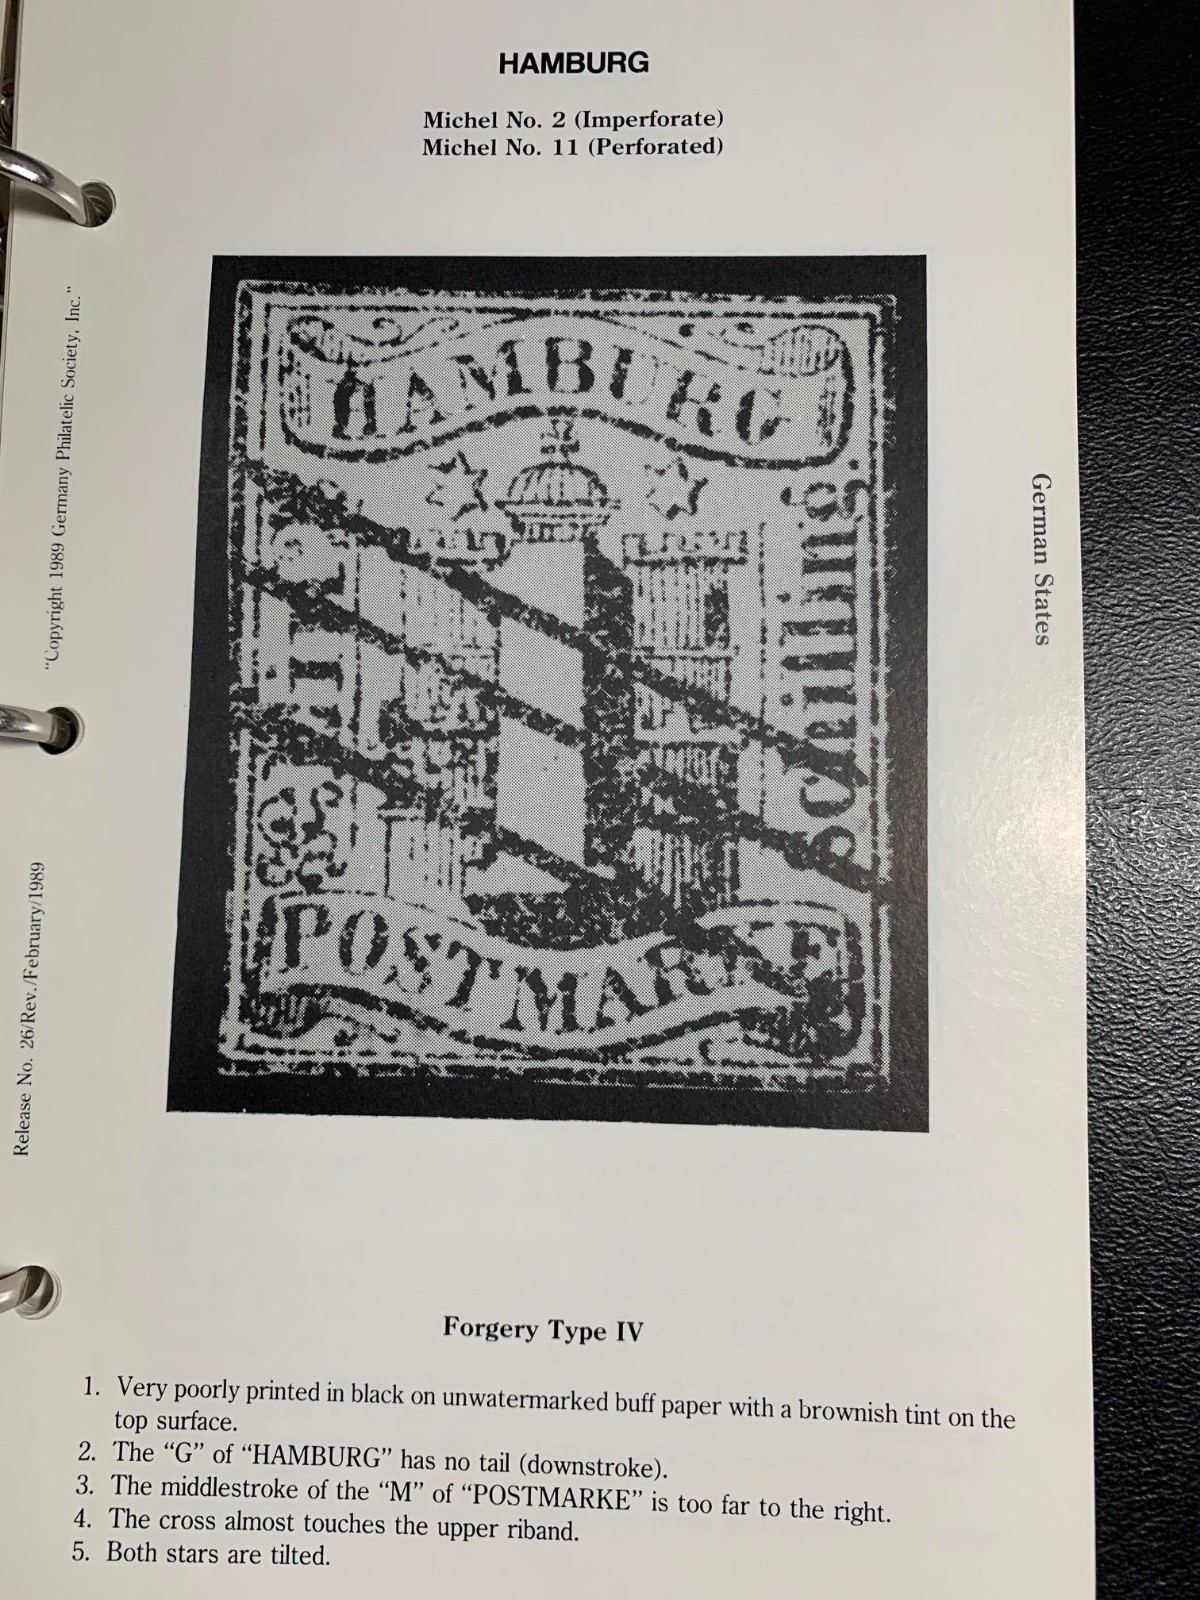 HAMBURG
Michel No. 2 (Imperforate)
Michel No. 11 (Perforated)
HAMBURG
Schilling.
POSTMARKE
German States
"Copyright 1989 Germany Philatelic Society, Inc."
Release No. 26/Rev./February/1989
Forgery Type IV
1. Very poorly printed in black on unwatermarked buff paper with a brownish tint on the
top surface.
2. The “G” of “HAMBURG” has no tail (downstroke).
3. The middlestroke of the “M” of “POSTMARKE” is too far to the right.
4. The cross almost touches the upper riband.
5. Both stars are tilted.